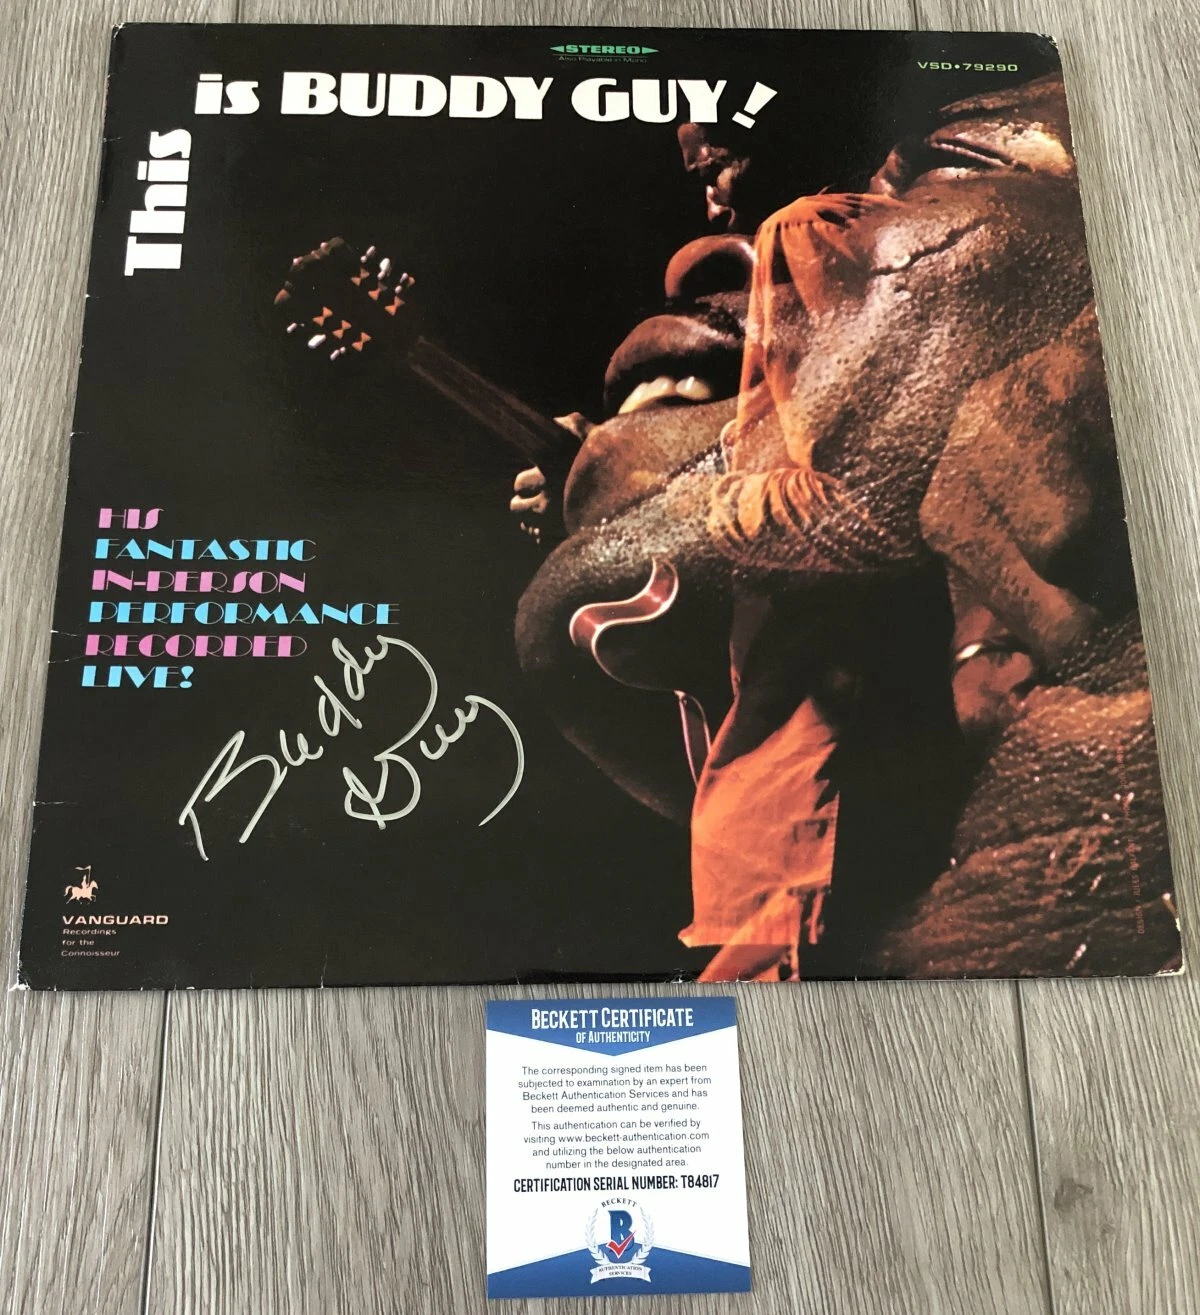 ◄STEREO►
Also Playable in Mono
VSD•79290
This is BUDDY GUY!
HIS
FANTASTIC
IN-PERSON
PERFORMANCE
RECORDED
LIVE!
Buddy
Guy
VANGUARD
Recordings
for the
Connoisseur
BECKETT CERTIFICATE
OF AUTHENTICITY
The corresponding signed item has been
subjected to examination by an expert from
Beckett Authentication Services and has
been deemed authentic and genuine.
This authentication can be verified by
visiting www.beckett-authentication.com
and utilizing the below authentication
number in the designated area.
CERTIFICATION SERIAL NUMBER: T84817
BECKETT
B
AUTHENTICATION
SERVICES